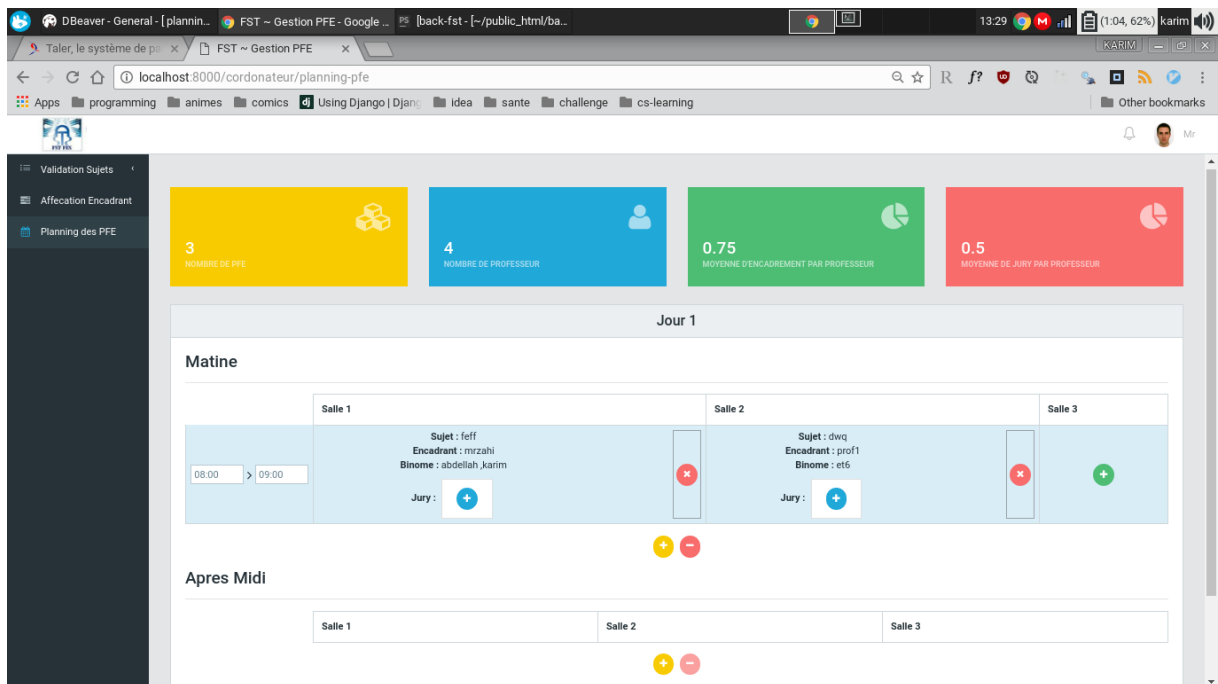 DBeaver - General - [ plannin...
FST ~ Gestion PFE - Google ...
[back-fst - [~/public_html/ba...
13:29
(1:04, 62%)
karim
Taler, le système de pa
FST ~ Gestion PFE
KARIM
localhost:8000/cordonateur/planning-pfe
Apps programming animes comics Using Django | Djang idea sante challenge cs-learning Other bookmarks
FST FES
Mr
Validation Sujets
Affecation Encadrant
Planning des PFE
3
NOMBRE DE PFE
4
NOMBRE DE PROFESSEUR
0.75
MOYENNE D'ENCADREMENT PAR PROFESSEUR
0.5
MOYENNE DE JURY PAR PROFESSEUR
Jour 1
Matine
Salle 1 Salle 2 Salle 3
08:00 > 09:00
Sujet : feff
Encadrant : mrzahi
Binome : abdellah ,karim
Jury :
Sujet : dwq
Encadrant : prof1
Binome : et6
Jury :
Apres Midi
Salle 1 Salle 2 Salle 3